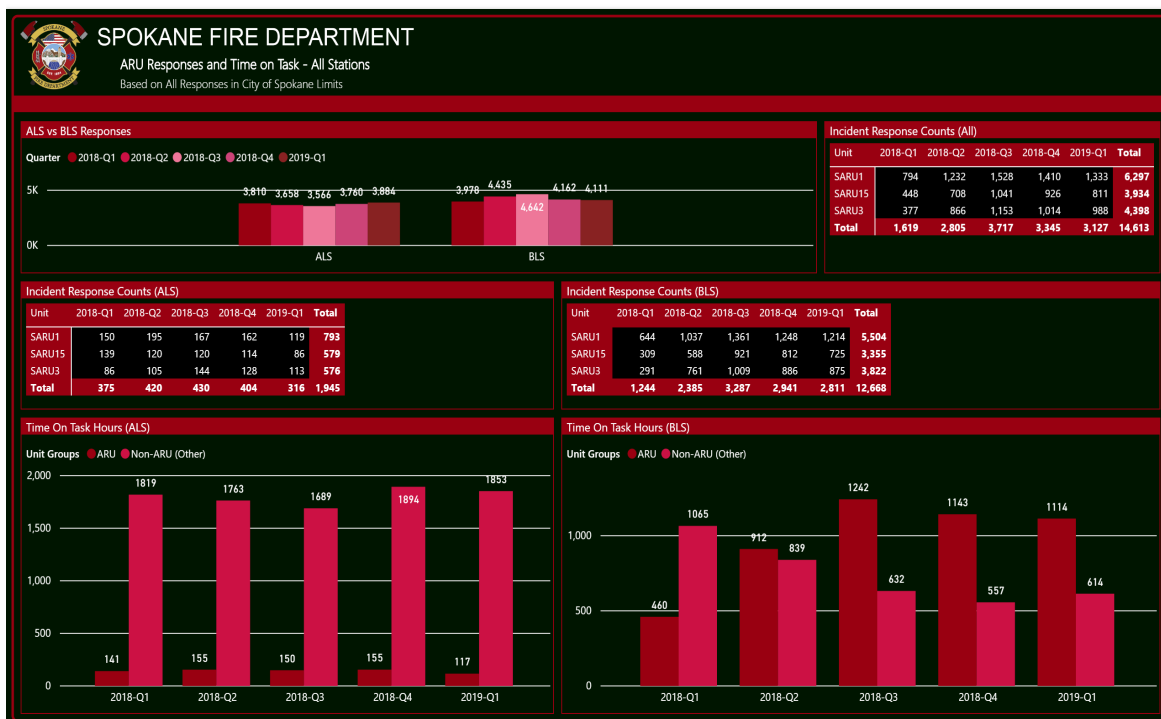 SPOKANE FIRE DEPARTMENT
ARU Responses and Time on Task - All Stations
Based on All Responses in City of Spokane Limits
ALS vs BLS Responses
Quarter 2018-Q1 2018-Q2 2018-Q3 2018-Q4 2019-Q1
5K
3,810 3,658 3,566 3,760 3,884 3,978 4,435 4,642 4,162 4,111
0K
ALS BLS
Incident Response Counts (All)
Unit 2018-Q1 2018-Q2 2018-Q3 2018-Q4 2019-Q1 Total
SARU1 794 1,232 1,528 1,410 1,333 6,297
SARU15 448 708 1,041 926 811 3,934
SARU3 377 866 1,153 1,014 988 4,398
Total 1,619 2,805 3,717 3,345 3,127 14,613
Incident Response Counts (ALS)
Unit 2018-Q1 2018-Q2 2018-Q3 2018-Q4 2019-Q1 Total
SARU1 150 195 167 162 119 793
SARU15 139 120 120 114 86 579
SARU3 86 105 144 128 113 576
Total 375 420 430 404 316 1,945
Incident Response Counts (BLS)
Unit 2018-Q1 2018-Q2 2018-Q3 2018-Q4 2019-Q1 Total
SARU1 644 1,037 1,361 1,248 1,214 5,504
SARU15 309 588 921 812 725 3,355
SARU3 291 761 1,009 886 875 3,822
Total 1,244 2,385 3,287 2,941 2,811 12,668
Time On Task Hours (ALS)
Unit Groups ARU Non-ARU (Other)
2,000
1,500
1,000
500
0
141 1819 155 1763 150 1689 155 1894 117 1853
2018-Q1 2018-Q2 2018-Q3 2018-Q4 2019-Q1
Time On Task Hours (BLS)
Unit Groups ARU Non-ARU (Other)
1,000
500
0
460 1065 912 839 1242 632 1143 557 1114 614
2018-Q1 2018-Q2 2018-Q3 2018-Q4 2019-Q1